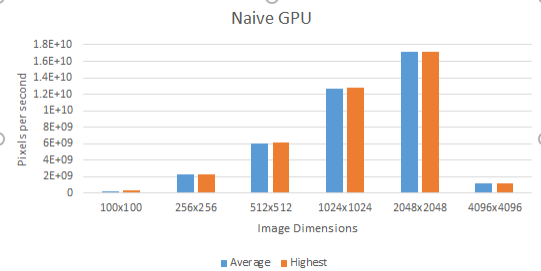 Naive GPU
1.8E+10
1.6E+10
1.4E+10
1.2E+10
1E+10
8E+09
6E+09
4E+09
2E+09
0
Pixels per second
100x100 256x256 512x512 1024x1024 2048x2048 4096x4096
Image Dimensions
Average Highest